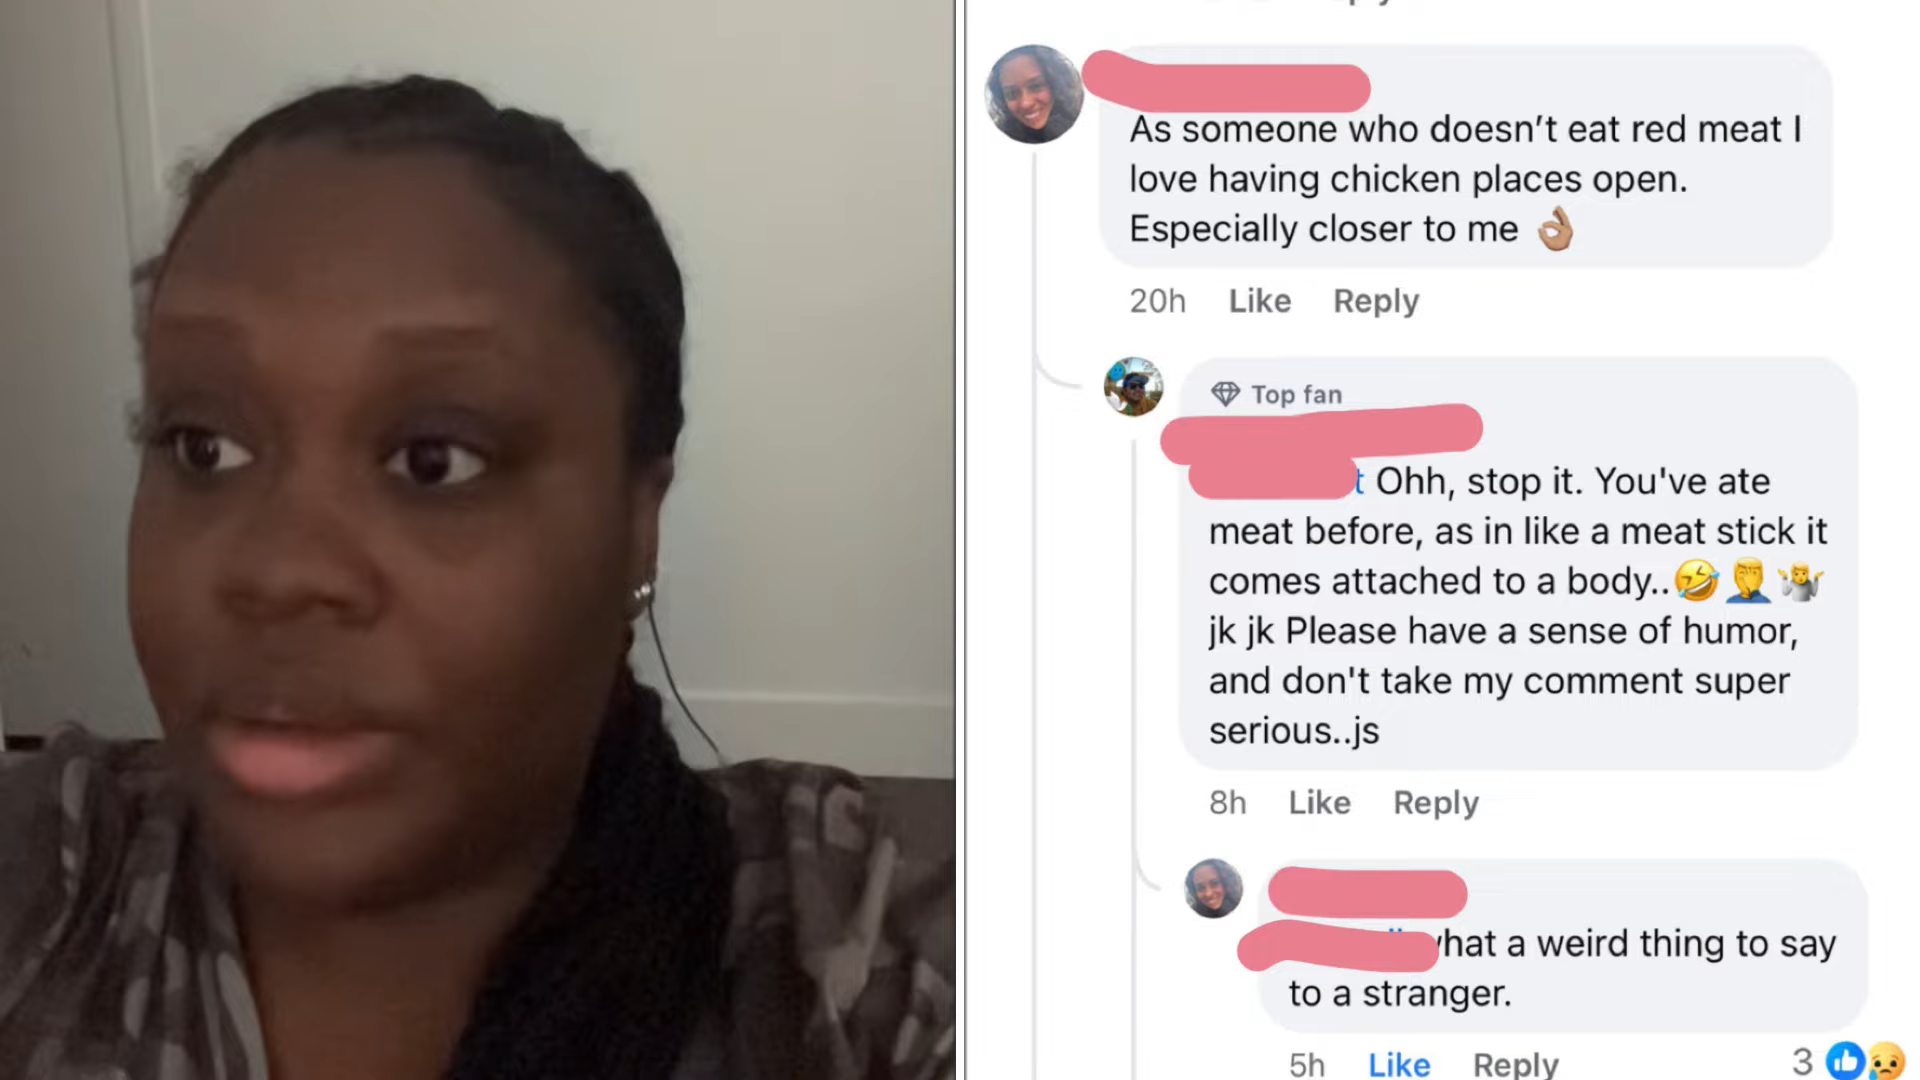 As someone who doesn't eat red meat I
love having chicken places open.
Especially closer to me 👌🏽
20h Like Reply
Top fan
Ohh, stop it. You've ate
meat before, as in like a meat stick it
comes attached to a body..🤣🤦‍♂️🤷
jk jk Please have a sense of humor,
and don't take my comment super
serious..js
8h Like Reply
what a weird thing to say
to a stranger.
5h Like Reply 3